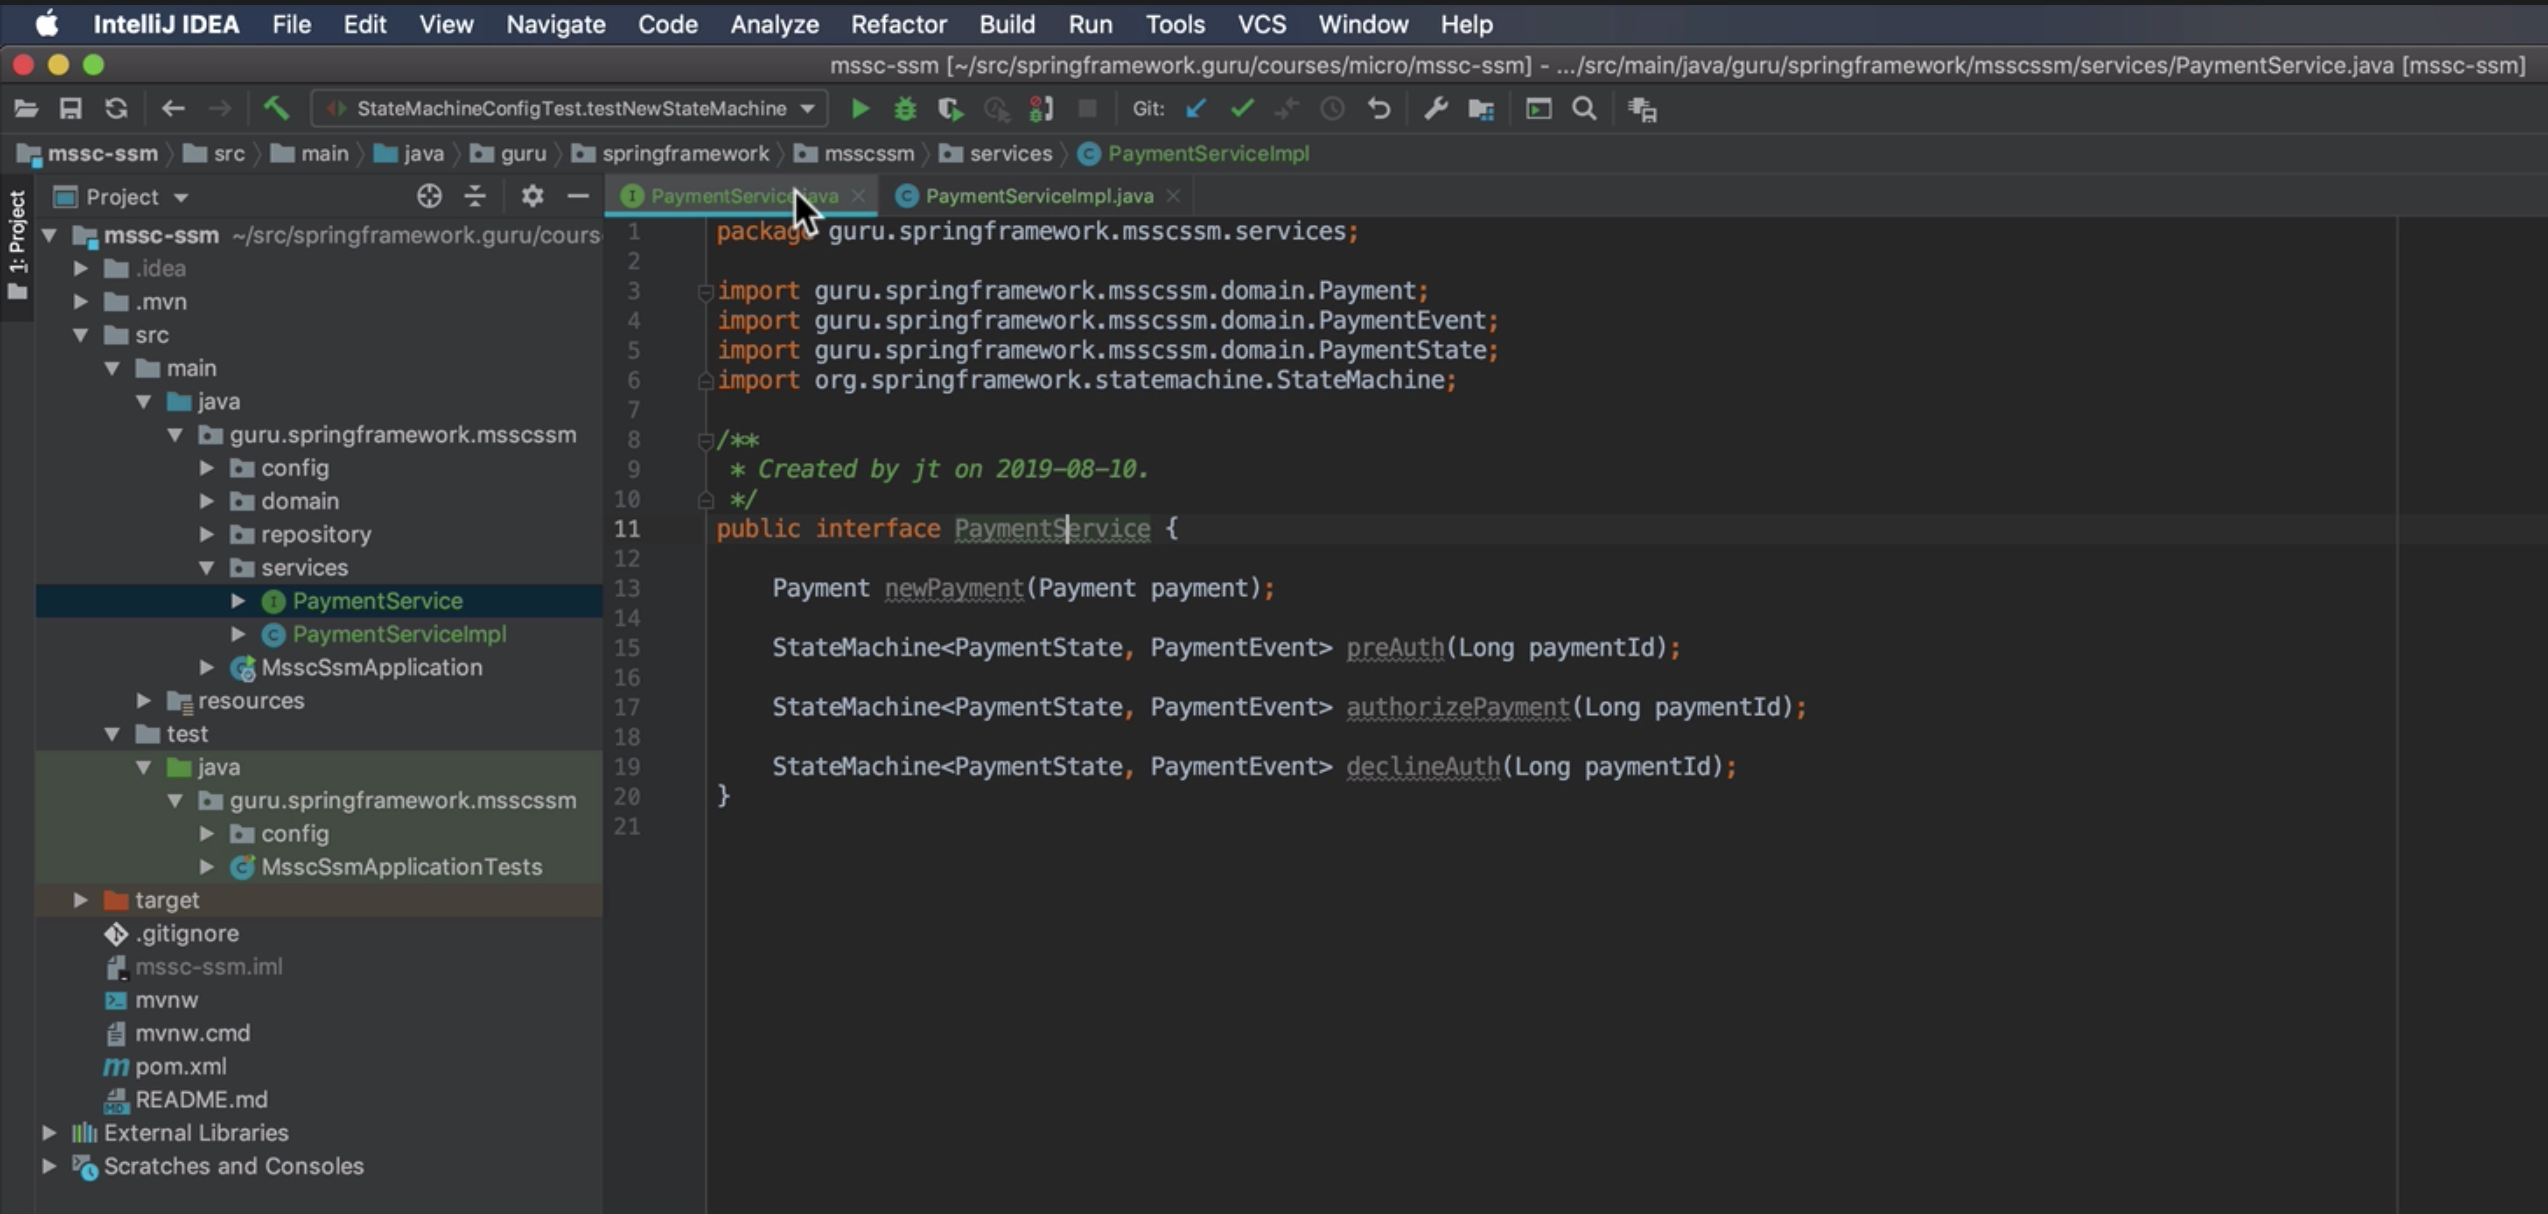 IntelliJ IDEA File Edit View Navigate Code Analyze Refactor Build Run Tools VCS Window Help
mssc-ssm [~/src/springframework.guru/courses/micro/mssc-ssm] - .../src/main/java/guru/springframework/msscssm/services/PaymentService.java [mssc-ssm]
StateMachineConfigTest.testNewStateMachine Git:
mssc-ssm src main java guru springframework msscssm services PaymentServiceImpl
1: Project
Project
mssc-ssm ~/src/springframework.guru/cours
.idea
.mvn
src
main
java
guru.springframework.msscssm
config
domain
repository
services
PaymentService
PaymentServiceImpl
MsscSsmApplication
resources
test
java
guru.springframework.msscssm
config
MsscSsmApplicationTests
target
.gitignore
mssc-ssm.iml
mvnw
mvnw.cmd
pom.xml
README.md
External Libraries
Scratches and Consoles
PaymentService.java PaymentServiceImpl.java
1 package guru.springframework.msscssm.services;
2
3 import guru.springframework.msscssm.domain.Payment;
4 import guru.springframework.msscssm.domain.PaymentEvent;
5 import guru.springframework.msscssm.domain.PaymentState;
6 import org.springframework.statemachine.StateMachine;
7
8 /**
9 * Created by jt on 2019-08-10.
10 */
11 public interface PaymentService {
12
13 Payment newPayment(Payment payment);
14
15 StateMachine<PaymentState, PaymentEvent> preAuth(Long paymentId);
16
17 StateMachine<PaymentState, PaymentEvent> authorizePayment(Long paymentId);
18
19 StateMachine<PaymentState, PaymentEvent> declineAuth(Long paymentId);
20 }
21